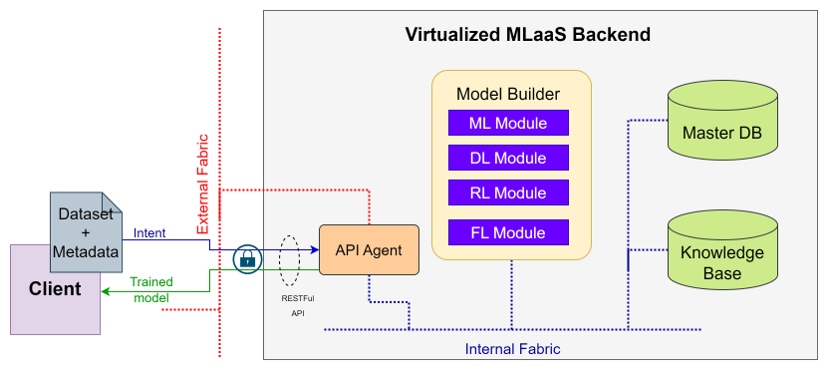 Virtualized MLaaS Backend
Model Builder
ML Module
DL Module
RL Module
FL Module
Master DB
Knowledge
Base
External Fabric
Dataset
+
Metadata
Client
Intent
Trained
model
API Agent
RESTFul
API
Internal Fabric